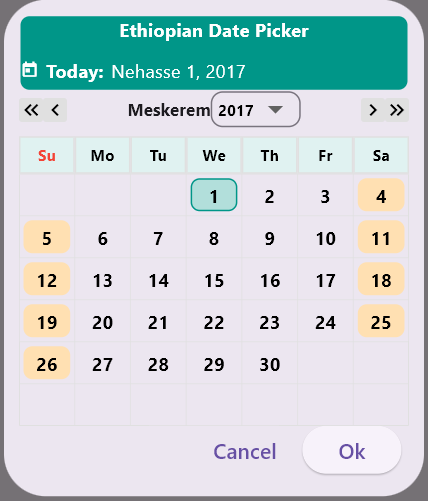 Ethiopian Date Picker
Today: Nehasse 1, 2017
Meskerem 2017
Su Mo Tu We Th Fr Sa
1 2 3 4
5 6 7 8 9 10 11
12 13 14 15 16 17 18
19 20 21 22 23 24 25
26 27 28 29 30
Cancel Ok